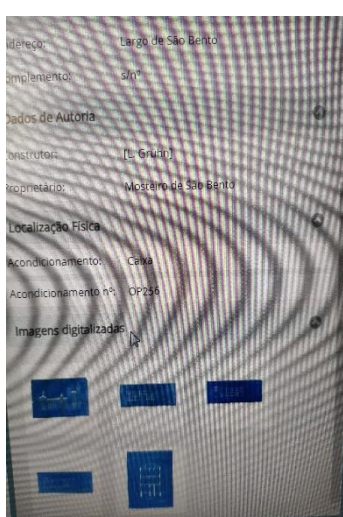 ndereço: Largo de São Bento
omplemento: s/nº
Dados de Autoria
onstrutor: [L. Gruhn]
Proprietário: Mosteiro de São Bento
Localização Física
Acondicionamento: Caixa
Acondicionamento nº: OP256
Imagens digitalizadas